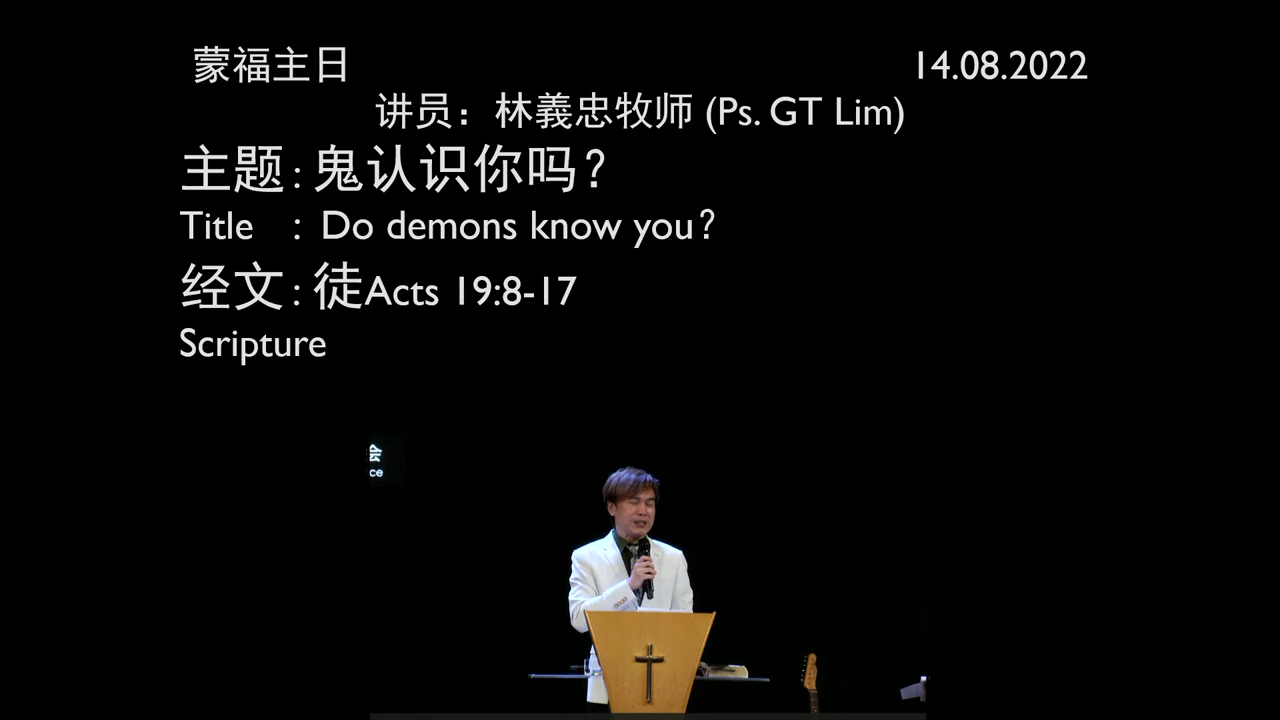 蒙福主日 14.08.2022
讲员：林義忠牧师 (Ps. GT Lim)
主题：鬼认识你吗？
Title : Do demons know you？
经文：徒Acts 19:8-17
Scripture
会
ce